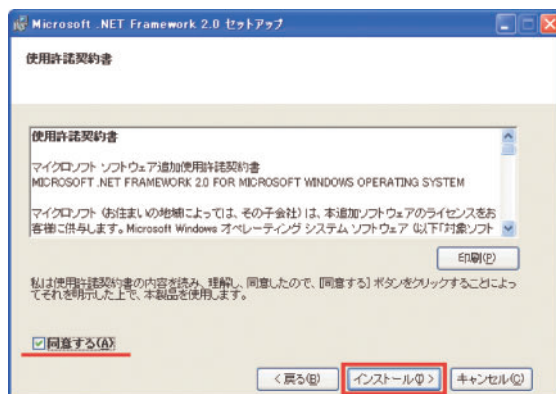 Microsoft .NET Framework 2.0 セットアップ
使用許諾契約書
使用許諾契約書
マイクロソフト ソフトウェア追加使用許諾契約書
MICROSOFT .NET FRAMEWORK 2.0 FOR MICROSOFT WINDOWS OPERATING SYSTEM
マイクロソフト (お住まいの地域によっては、その子会社) は、本追加ソフトウェアのライセンスをお
客様に供与します。Microsoft Windows オペレーティング システム ソフトウェア (以下「対象ソフト
印刷(P)
私は使用許諾契約書の内容を読み、理解し、同意したので、[同意する] ボタンをクリックすることによっ
てそれを明示した上で、本製品を使用します。
同意する(A)
< 戻る(B)
インストール(I) >
キャンセル(C)